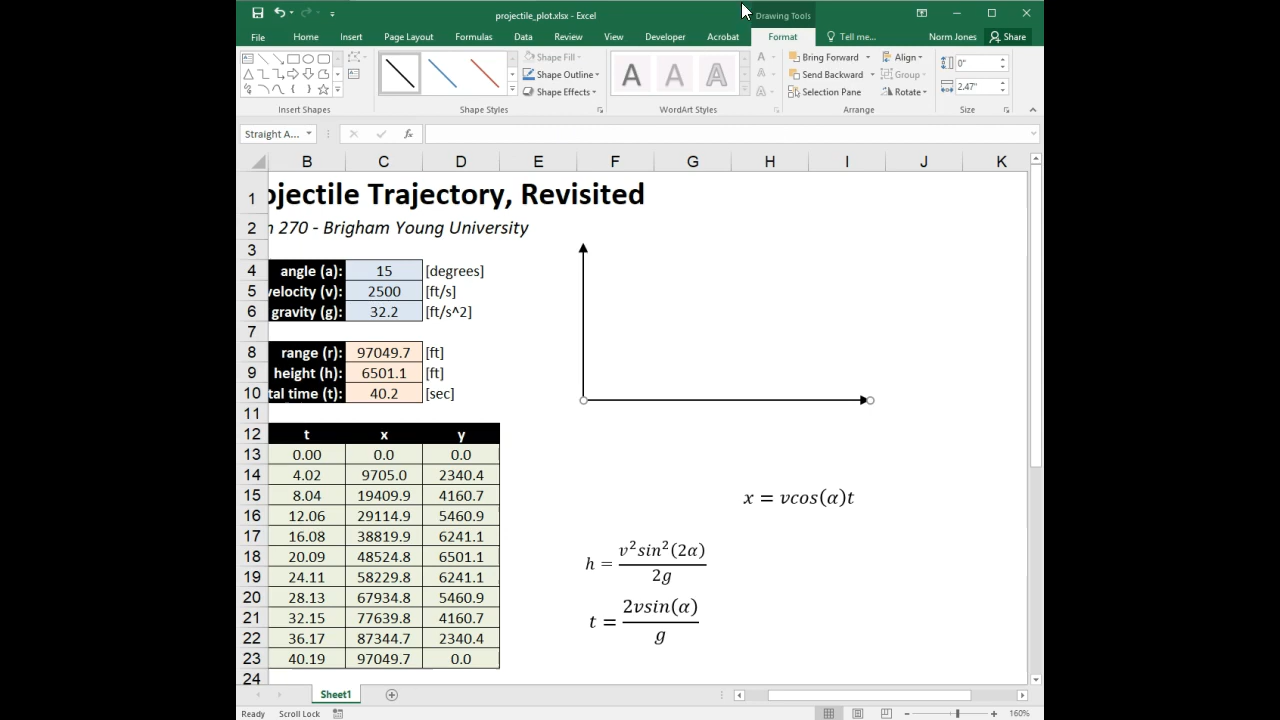 projectile_plot.xlsx - Excel
Drawing Tools
File Home Insert Page Layout Formulas Data Review View Developer Acrobat Format Tell me... Norm Jones Share
Shape Fill
Shape Outline
Shape Effects
A A A
Bring Forward
Send Backward
Selection Pane
Align
Group
Rotate
0"
2.47"
Insert Shapes Shape Styles WordArt Styles Arrange Size
Straight A... fx
B C D E F G H I J K
1 ojectile Trajectory, Revisited
2 n 270 - Brigham Young University
3
4 angle (a): 15 [degrees]
5 velocity (v): 2500 [ft/s]
6 gravity (g): 32.2 [ft/s^2]
7
8 range (r): 97049.7 [ft]
9 height (h): 6501.1 [ft]
10 tal time (t): 40.2 [sec]
11
12 t x y
13 0.00 0.0 0.0
14 4.02 9705.0 2340.4
15 8.04 19409.9 4160.7
16 12.06 29114.9 5460.9
17 16.08 38819.9 6241.1
18 20.09 48524.8 6501.1
19 24.11 58229.8 6241.1
20 28.13 67934.8 5460.9
21 32.15 77639.8 4160.7
22 36.17 87344.7 2340.4
23 40.19 97049.7 0.0
24
x = vcos(α)t
h = v²sin²(2α) / 2g
t = 2vsin(α) / g
Sheet1
Ready Scroll Lock 160%